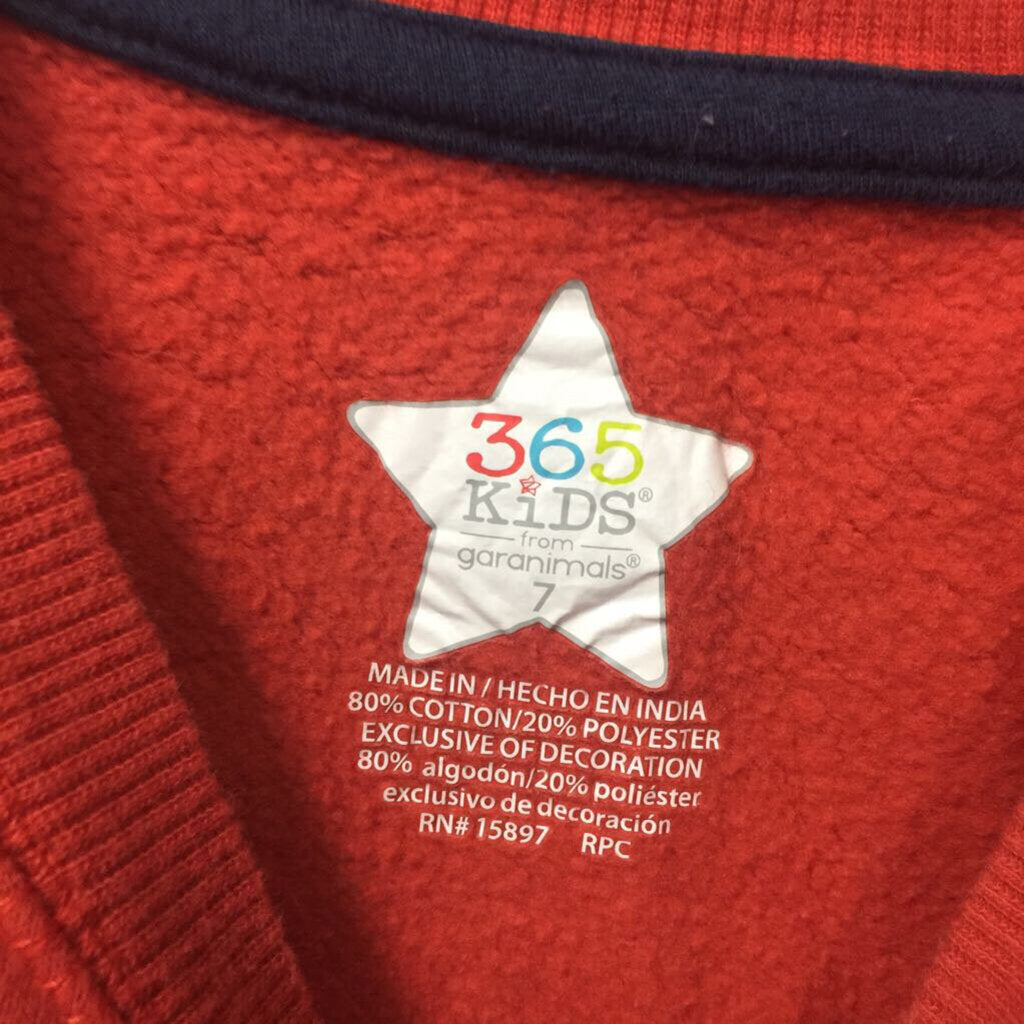 365
KiDS®
from
garanimals®
7
MADE IN / HECHO EN INDIA
80% COTTON/20% POLYESTER
EXCLUSIVE OF DECORATION
80% algodón/20% poliéster
exclusivo de decoración
RN# 15897 RPC